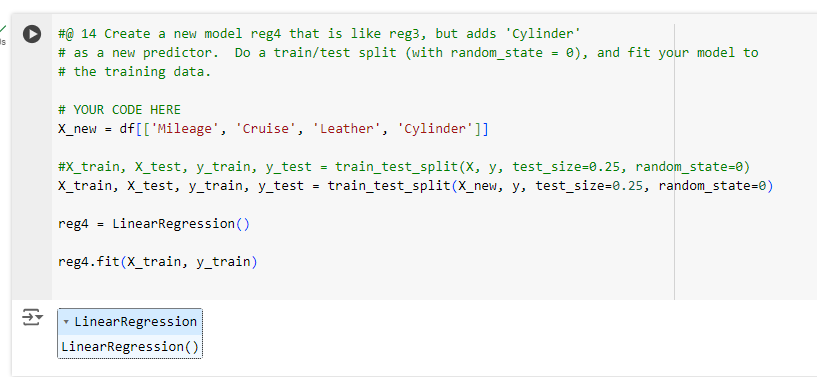 s
#@ 14 Create a new model reg4 that is like reg3, but adds 'Cylinder'
# as a new predictor.  Do a train/test split (with random_state = 0), and fit your model to
# the training data.
# YOUR CODE HERE
X_new = df[['Mileage', 'Cruise', 'Leather', 'Cylinder']]
#X_train, X_test, y_train, y_test = train_test_split(X, y, test_size=0.25, random_state=0)
X_train, X_test, y_train, y_test = train_test_split(X_new, y, test_size=0.25, random_state=0)
reg4 = LinearRegression()
reg4.fit(X_train, y_train)
LinearRegression
LinearRegression()